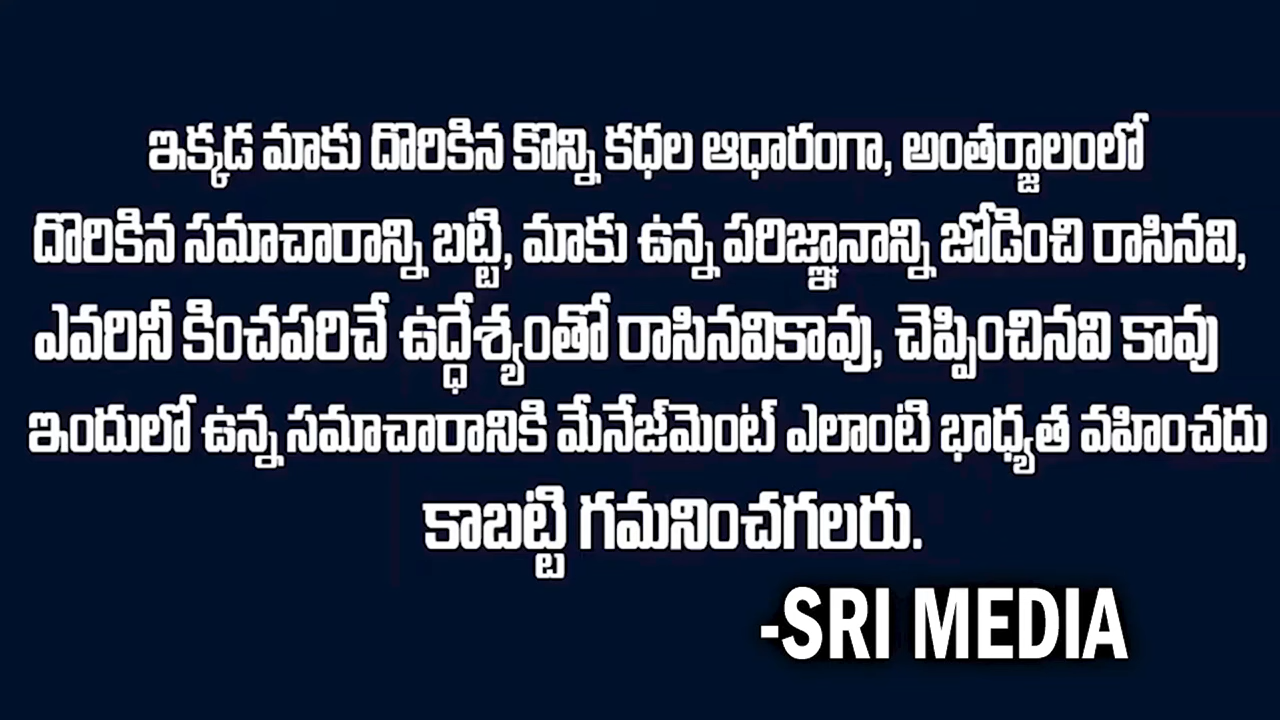 ఇక్కడ మాకు దొరికిన కొన్ని కధల ఆధారంగా, అంతర్జాలంలో
దొరికిన సమాచారాన్ని బట్టి, మాకు ఉన్న పరిజ్ఞానాన్ని జోడించి రాసినవి,
ఎవరినీ కించపరిచే ఉద్ధేశ్యంతో రాసినవికావు, చెప్పించినవి కావు
ఇందులో ఉన్న సమాచారానికి మేనేజ్‌మెంట్ ఎలాంటి భాధ్యత వహించదు
కాబట్టి గమనించగలరు.
-SRI MEDIA